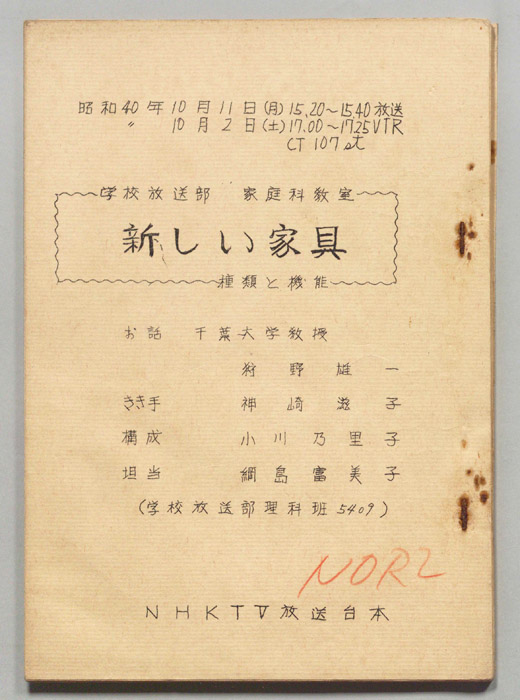 昭和40年10月11日(月)15.20～15.40放送
〃 10月2日(土)17.00～17.25VTR
CT 107 st
学校放送部 家庭科教室
新しい家具
種類と機能
お話 千葉大学教授
狩野雄一
きき手 神崎滋子
構成 小川乃里子
担当 綱島富美子
(学校放送部理科班5409)
NHKTV放送台本